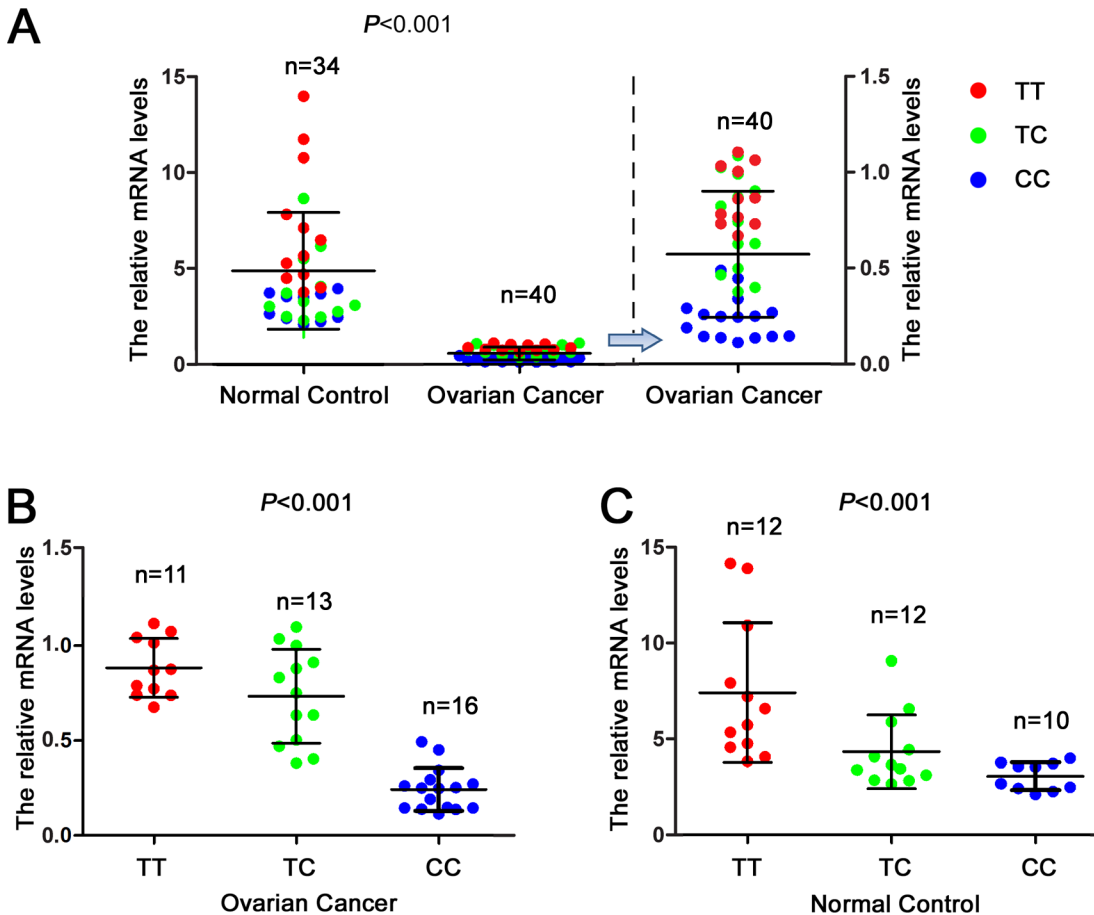 A
P<0.001
The relative mRNA levels
15
10
5
0
n=34
n=40
n=40
1.5
1.0
0.5
0.0
The relative mRNA levels
TT
TC
CC
Normal Control
Ovarian Cancer
Ovarian Cancer
B
P<0.001
The relative mRNA levels
1.5
1.0
0.5
0.0
n=11
n=13
n=16
TT
TC
CC
Ovarian Cancer
C
P<0.001
The relative mRNA levels
15
10
5
0
n=12
n=12
n=10
TT
TC
CC
Normal Control